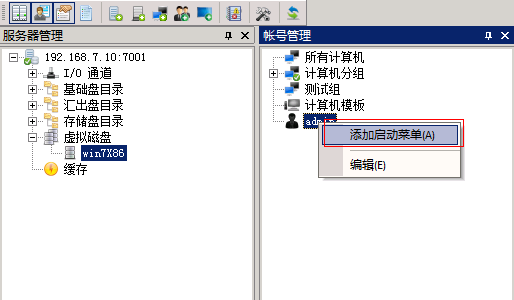 服务器管理
192.168.7.10:7001
I/O 通道
基础盘目录
汇出盘目录
存储盘目录
虚拟磁盘
win7X86
缓存
帐号管理
所有计算机
计算机分组
测试组
计算机模板
admin
添加启动菜单(A)
编辑(E)